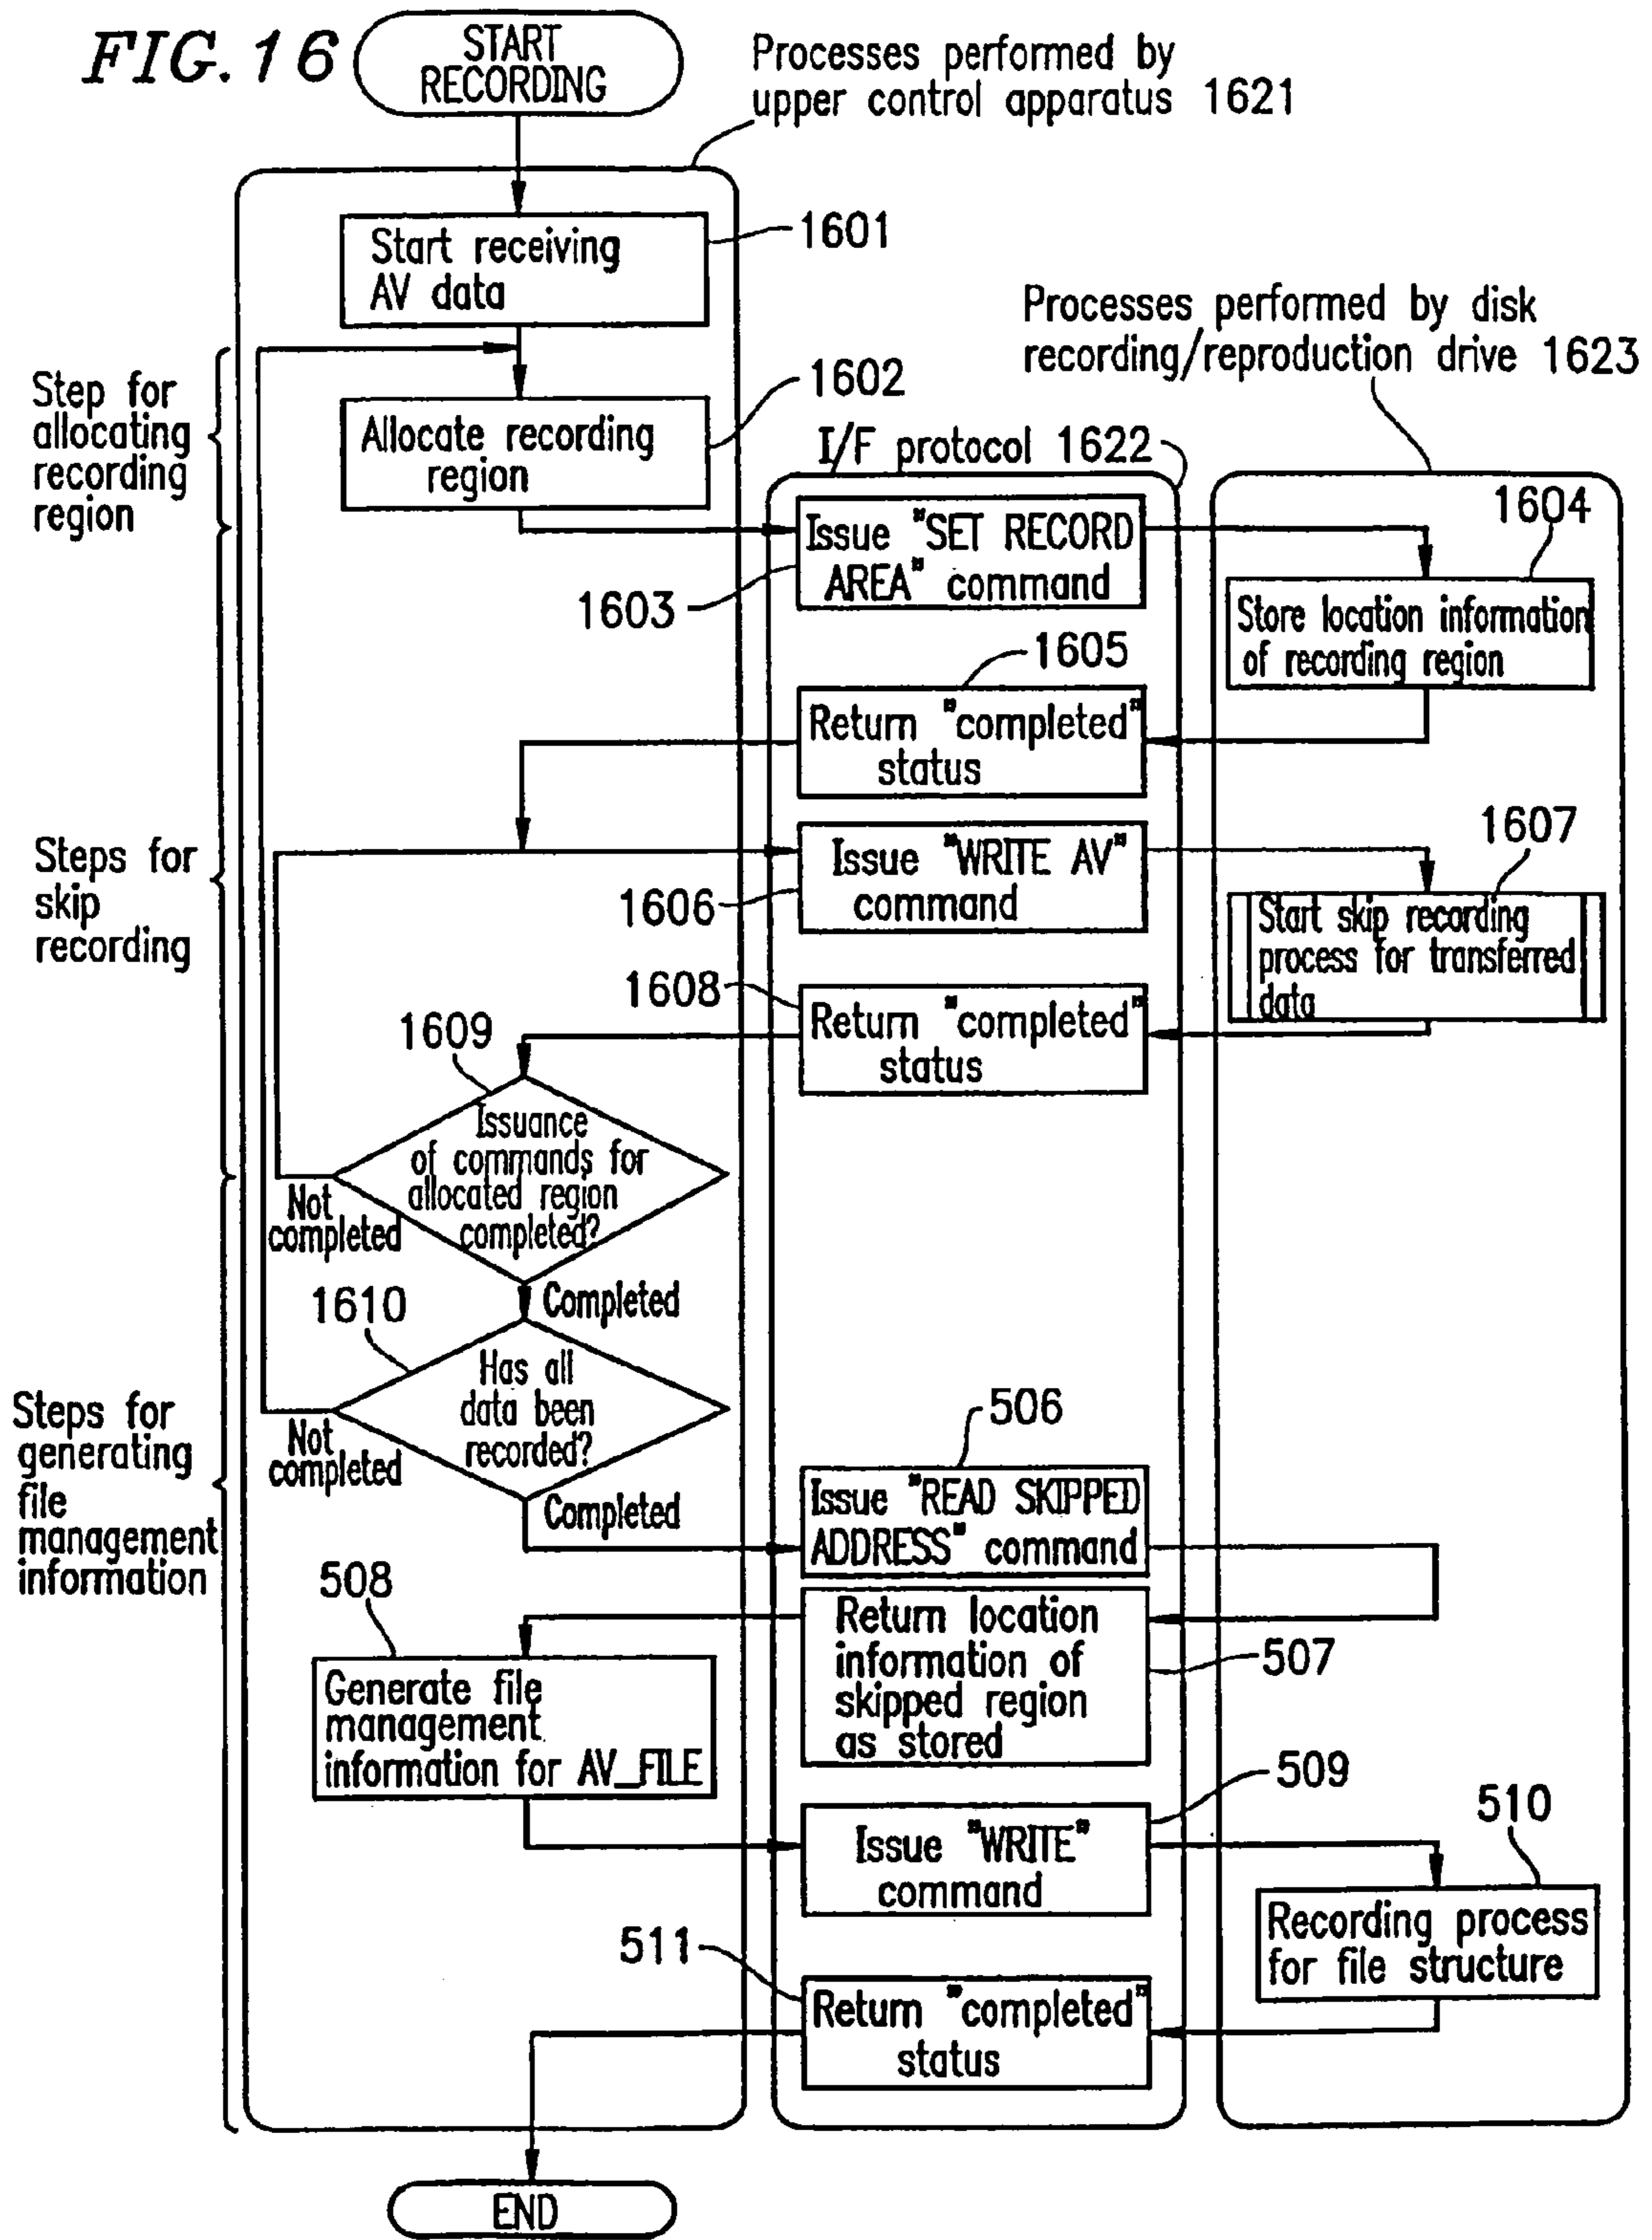 FIG. 16
START
RECORDING
Processes performed by
upper control apparatus 1621
Start receiving
AV data
1601
Processes performed by disk
recording/reproduction drive 1623
Step for
allocating
recording
region
Allocate recording
region
1602
I/F protocol 1622
Issue "SET RECORD
AREA" command
1603
1604
Store location information
of recording region
1605
Return "completed"
status
Steps for
skip
recording
Issue "WRITE AV"
command
1606
1607
Start skip recording
process for transferred
data
1608
Return "completed"
status
1609
Issuance
of commands for
allocated region
completed?
Not
completed
Completed
1610
Has all
data been
recorded?
Not
completed
Completed
Steps for
generating
file
management
information
506
Issue "READ SKIPPED
ADDRESS" command
Return location
information of
skipped region
as stored
507
508
Generate file
management
information for AV_FILE
509
Issue "WRITE"
command
510
Recording process
for file structure
511
Return "completed"
status
END